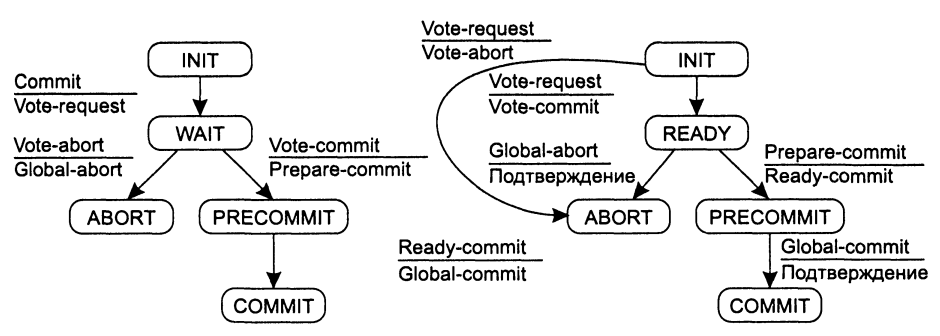 INIT
Commit
Vote-request
WAIT
Vote-abort
Global-abort
Vote-commit
Prepare-commit
ABORT
PRECOMMIT
COMMIT
Vote-request
Vote-abort
INIT
Vote-request
Vote-commit
READY
Global-abort
Подтверждение
Prepare-commit
Ready-commit
ABORT
PRECOMMIT
Ready-commit
Global-commit
Global-commit
Подтверждение
COMMIT